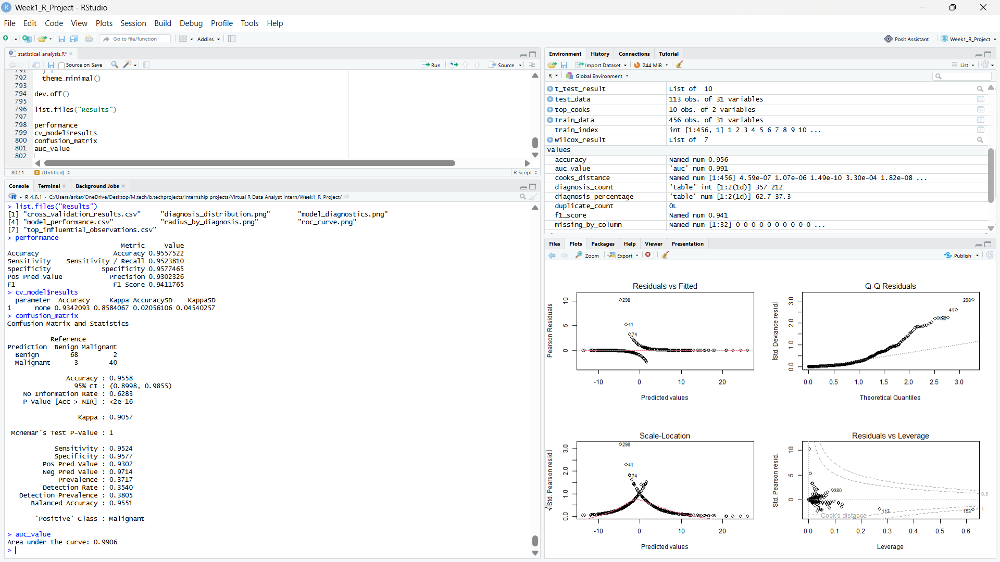 Week1_R_Project - RStudio
File Edit Code View Plots Session Build Debug Profile Tools Help
Go to file/function Addins Posit Assistant Week1_R_Project
statistical_analysis.R*
Source on Save Run Source
791 ) +
792 theme_minimal()
793
794 dev.off()
795
796 list.files("Results")
797
798 performance
799 cv_model$results
800 confusion_matrix
801 auc_value
802
802:1 (Untitled) R Script
Console Terminal Background Jobs
R 4.6.1 · C:/Users/arkat/OneDrive/Desktop/M.tech/b.techprojects/Internship projects/Virtual R Data Analyst Intern/Week1_R_Project/
> list.files("Results")
[1] "cross_validation_results.csv" "diagnosis_distribution.png" "model_diagnostics.png"
[4] "model_performance.csv" "radius_by_diagnosis.png" "roc_curve.png"
[7] "top_influential_observations.csv"
> performance
Metric Value
Accuracy Accuracy 0.9557522
Sensitivity Sensitivity / Recall 0.9523810
Specificity Specificity 0.9577465
Pos Pred Value Precision 0.9302326
F1 F1 Score 0.9411765
> cv_model$results
parameter Accuracy Kappa AccuracySD KappaSD
1 none 0.9342093 0.8584067 0.02056106 0.04540257
> confusion_matrix
Confusion Matrix and Statistics
Reference
Prediction Benign Malignant
Benign 68 2
Malignant 3 40
Accuracy : 0.9558
95% CI : (0.8998, 0.9855)
No Information Rate : 0.6283
P-Value [Acc > NIR] : <2e-16
Kappa : 0.9057
Mcnemar's Test P-Value : 1
Sensitivity : 0.9524
Specificity : 0.9577
Pos Pred Value : 0.9302
Neg Pred Value : 0.9714
Prevalence : 0.3717
Detection Rate : 0.3540
Detection Prevalence : 0.3805
Balanced Accuracy : 0.9551
'Positive' Class : Malignant
> auc_value
Area under the curve: 0.9906
>
Environment History Connections Tutorial
Import Dataset 244 MiB List
R Global Environment
t_test_result List of 10
test_data 113 obs. of 31 variables
top_cooks 10 obs. of 2 variables
train_data 456 obs. of 31 variables
train_index int [1:456, 1] 1 2 3 4 5 6 7 8 9 10 ...
wilcox_result List of 7
Values
accuracy Named num 0.956
auc_value 'auc' num 0.991
cooks_distance Named num [1:456] 4.59e-07 1.07e-06 1.49e-10 3.30e-04 1.82e-08 ...
diagnosis_count 'table' int [1:2(1d)] 357 212
diagnosis_percentage 'table' num [1:2(1d)] 62.7 37.3
duplicate_count 0L
f1_score Named num 0.941
missing_by_column Named num [1:32] 0 0 0 0 0 0 0 0 0 0 ...
Files Plots Packages Help Viewer Presentation
Zoom Export Publish
Residuals vs Fitted
Pearson Residuals
10
5
0
298
41
74
-10 0 10 20
Predicted values
Q-Q Residuals
|Std. Deviance resid.|
3.0
2.0
1.0
0.0
298
41
0.0 0.5 1.0 1.5 2.0 2.5 3.0
Theoretical Quantiles
Scale-Location
√|Std. Pearson resid.|
3.0
2.0
1.0
0.0
298
41
74
-10 0 10 20
Predicted values
Residuals vs Leverage
Std. Pearson resid.
10
5
0
380
113
153
0.5
1
Cook's distance
0.0 0.1 0.2 0.3 0.4 0.5 0.6
Leverage